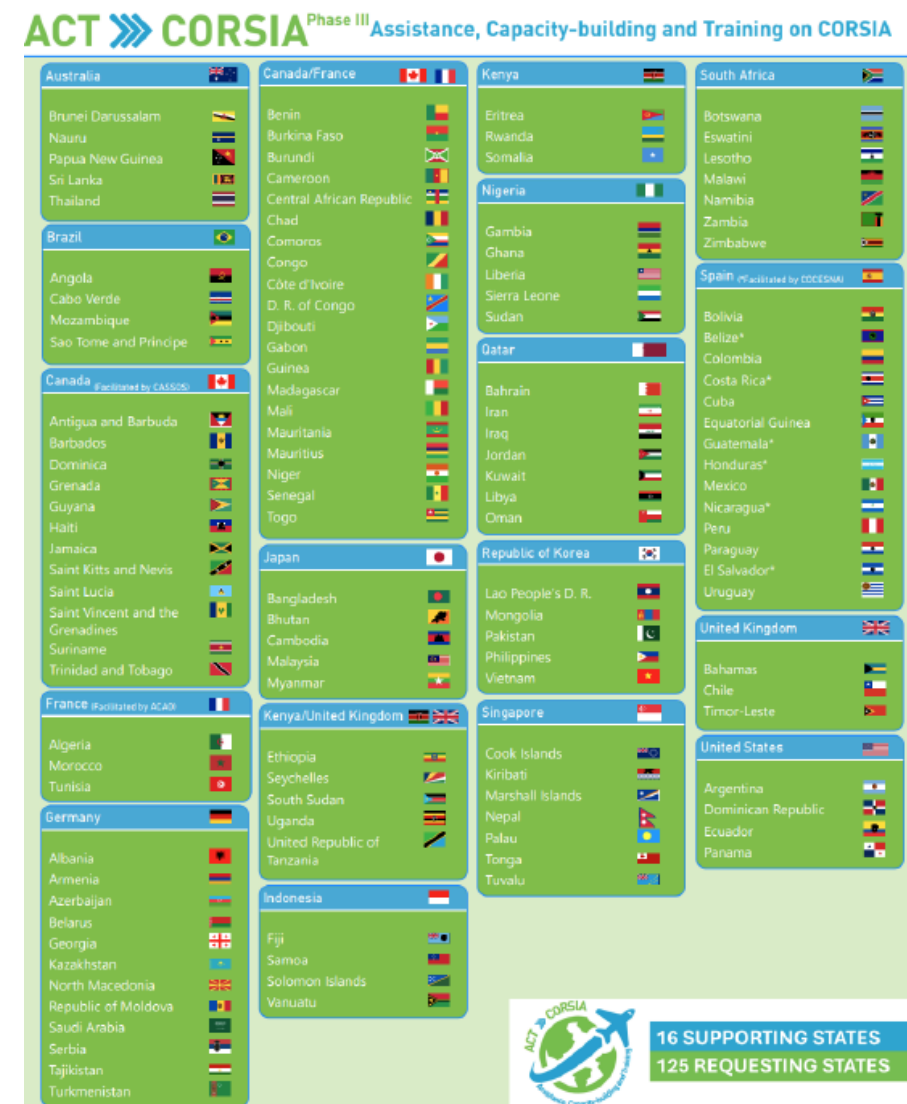 ACT CORSIA Phase III Assistance, Capacity-building and Training on CORSIA
Australia
Brunei Darussalam
Nauru
Papua New Guinea
Sri Lanka
Thailand
Brazil
Angola
Cabo Verde
Mozambique
Sao Tome and Principe
Canada (Facilitated by CASSOS)
Antigua and Barbuda
Barbados
Dominica
Grenada
Guyana
Haiti
Jamaica
Saint Kitts and Nevis
Saint Lucia
Saint Vincent and the
Grenadines
Suriname
Trinidad and Tobago
France (Facilitated by ACAO)
Algeria
Morocco
Tunisia
Germany
Albania
Armenia
Azerbaijan
Belarus
Georgia
Kazakhstan
North Macedonia
Republic of Moldova
Saudi Arabia
Serbia
Tajikistan
Turkmenistan
Canada/France
Benin
Burkina Faso
Burundi
Cameroon
Central African Republic
Chad
Comoros
Congo
Côte d'Ivoire
D. R. of Congo
Djibouti
Gabon
Guinea
Madagascar
Mali
Mauritania
Mauritius
Niger
Senegal
Togo
Japan
Bangladesh
Bhutan
Cambodia
Malaysia
Myanmar
Kenya/United Kingdom
Ethiopia
Seychelles
South Sudan
Uganda
United Republic of
Tanzania
Indonesia
Fiji
Samoa
Solomon Islands
Vanuatu
Kenya
Eritrea
Rwanda
Somalia
Nigeria
Gambia
Ghana
Liberia
Sierra Leone
Sudan
Qatar
Bahrain
Iran
Iraq
Jordan
Kuwait
Libya
Oman
Republic of Korea
Lao People's D. R.
Mongolia
Pakistan
Philippines
Vietnam
Singapore
Cook Islands
Kiribati
Marshall Islands
Nepal
Palau
Tonga
Tuvalu
South Africa
Botswana
Eswatini
Lesotho
Malawi
Namibia
Zambia
Zimbabwe
Spain (*Facilitated by COCESNA)
Bolivia
Belize*
Colombia
Costa Rica*
Cuba
Equatorial Guinea
Guatemala*
Honduras*
Mexico
Nicaragua*
Peru
Paraguay
El Salvador*
Uruguay
United Kingdom
Bahamas
Chile
Timor-Leste
United States
Argentina
Dominican Republic
Ecuador
Panama
ACT CORSIA
Assistance, Capacity-building and Training
16 SUPPORTING STATES
125 REQUESTING STATES